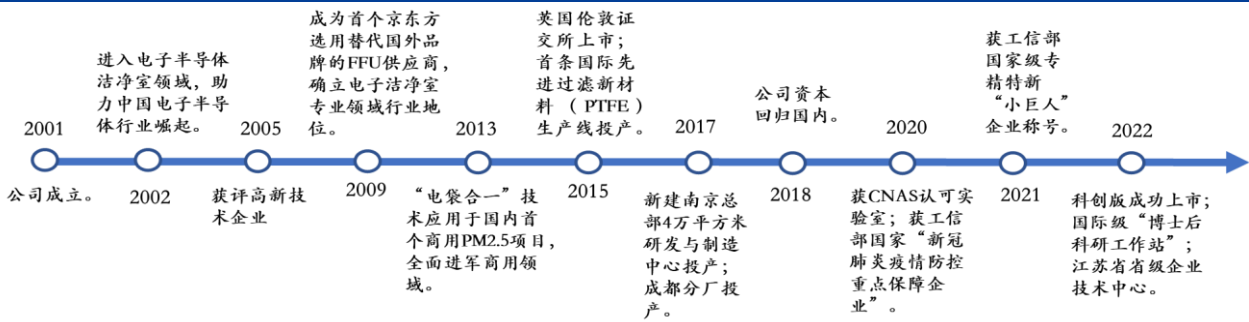 2001
公司成立。
进入电子半导体
洁净室领域，助
力中国电子半导
体行业崛起。
2002
2005
获评高新技
术企业
成为首个京东方
选用替代国外品
牌的FFU供应商，
确立电子洁净室
专业领域行业地
位。
2009
2013
“电袋合一”技
术应用于国内首
个商用PM2.5项目，
全面进军商用领
域。
英国伦敦证
交所上市；
首条国际先
进过滤新材
料（PTFE）
生产线投产。
2015
2017
新建南京总
部4万平方米
研发与制造
中心投产；
成都分厂投
产。
公司资本
回归国内。
2018
2020
获CNAS认可实
验室；获工信
部国家“新冠
肺炎疫情防控
重点保障企
业”。
获工信部
国家级专
精特新
“小巨人”
企业称号。
2021
2022
科创版成功上市；
国际级“博士后
科研工作站”；
江苏省省级企业
技术中心。